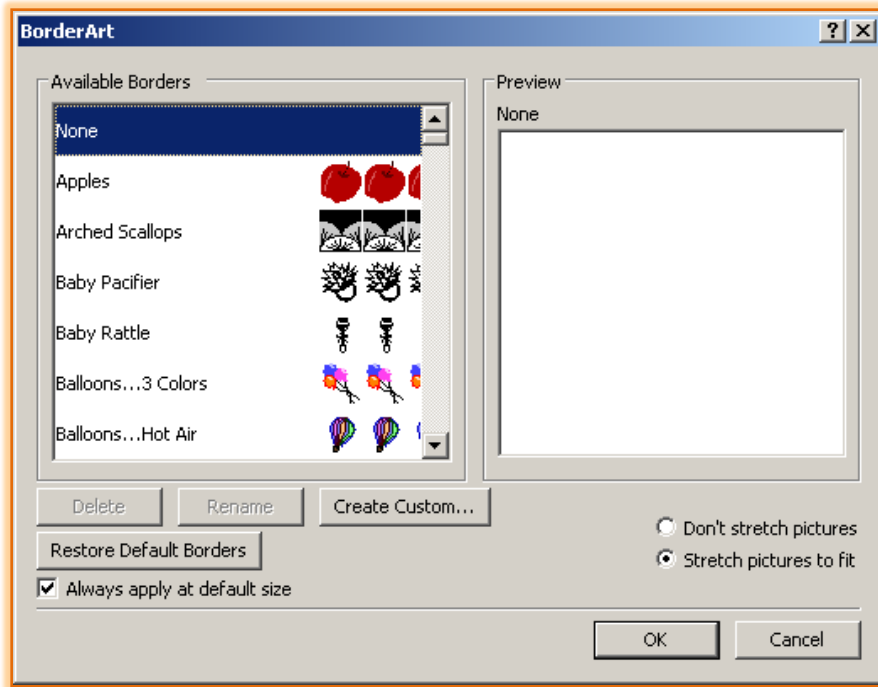 BorderArt
Available Borders
None
Apples
Arched Scallops
Baby Pacifier
Baby Rattle
Balloons...3 Colors
Balloons...Hot Air
Preview
None
Delete
Rename
Create Custom...
Restore Default Borders
Always apply at default size
Don't stretch pictures
Stretch pictures to fit
OK
Cancel